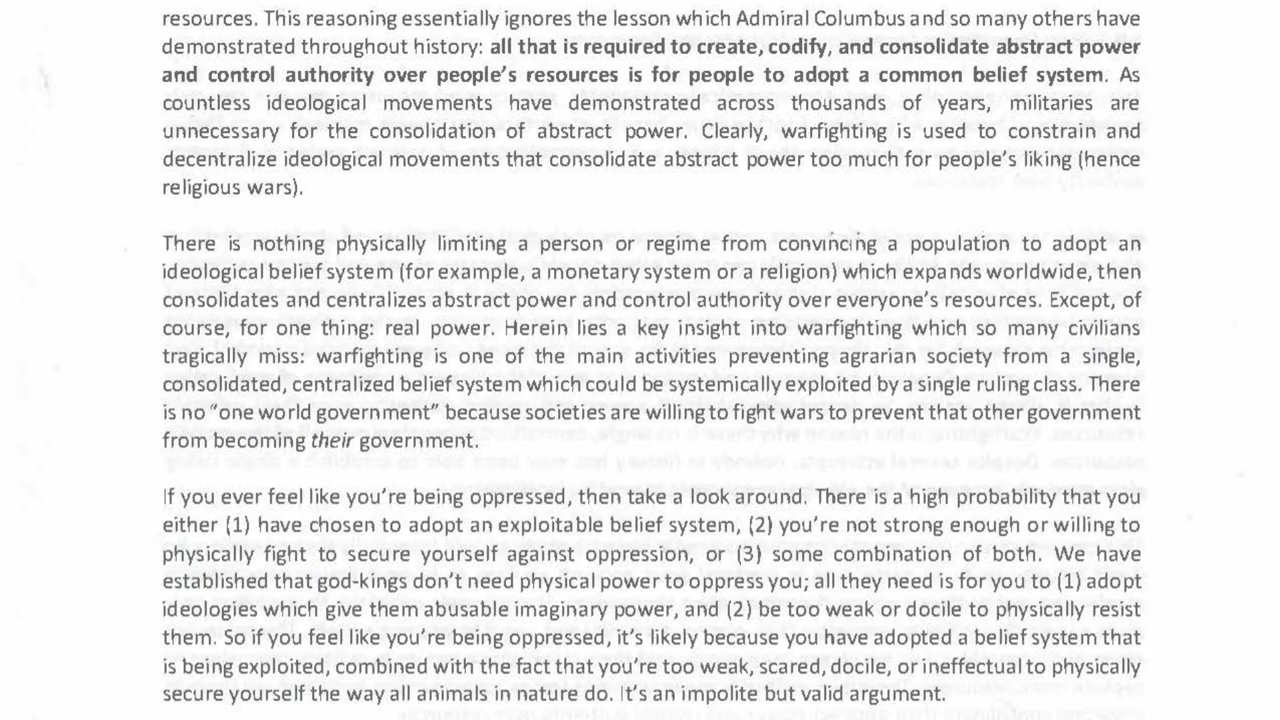 resources. This reasoning essentially ignores the lesson which Admiral Columbus and so many others have
demonstrated throughout history: all that is required to create, codify, and consolidate abstract power
and control authority over people's resources is for people to adopt a common belief system. As
countless ideological movements have demonstrated across thousands of years, militaries are
unnecessary for the consolidation of abstract power. Clearly, warfighting is used to constrain and
decentralize ideological movements that consolidate abstract power too much for people's liking (hence
religious wars).
There is nothing physically limiting a person or regime from convincing a population to adopt an
ideological belief system (for example, a monetary system or a religion) which expands worldwide, then
consolidates and centralizes abstract power and control authority over everyone's resources. Except, of
course, for one thing: real power. Herein lies a key insight into warfighting which so many civilians
tragically miss: warfighting is one of the main activities preventing agrarian society from a single,
consolidated, centralized belief system which could be systemically exploited by a single ruling class. There
is no "one world government" because societies are willing to fight wars to prevent that other government
from becoming their government.
If you ever feel like you're being oppressed, then take a look around. There is a high probability that you
either (1) have chosen to adopt an exploitable belief system, (2) you're not strong enough or willing to
physically fight to secure yourself against oppression, or (3) some combination of both. We have
established that god-kings don't need physical power to oppress you; all they need is for you to (1) adopt
ideologies which give them abusable imaginary power, and (2) be too weak or docile to physically resist
them. So if you feel like you're being oppressed, it's likely because you have adopted a belief system that
is being exploited, combined with the fact that you're too weak, scared, docile, or ineffectual to physically
secure yourself the way all animals in nature do. It's an impolite but valid argument.